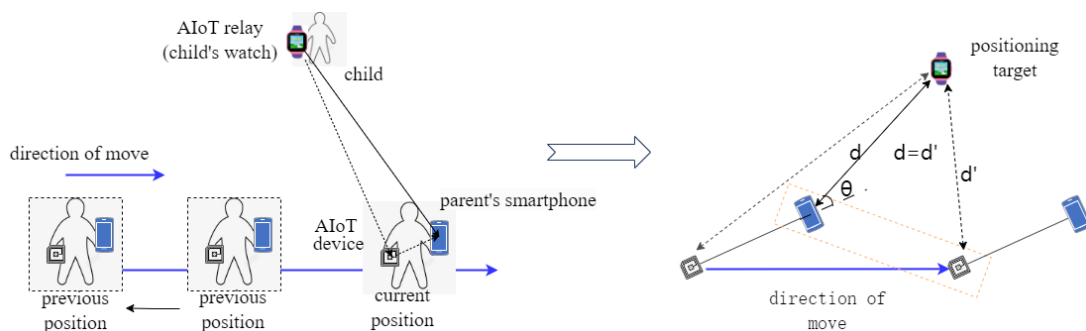 AIoT relay
(child's watch)
child
direction of move
parent's smartphone
AIoT
device
previous
position
previous
position
current
position
positioning
target
d
d=d'
d'
θ
direction of
move